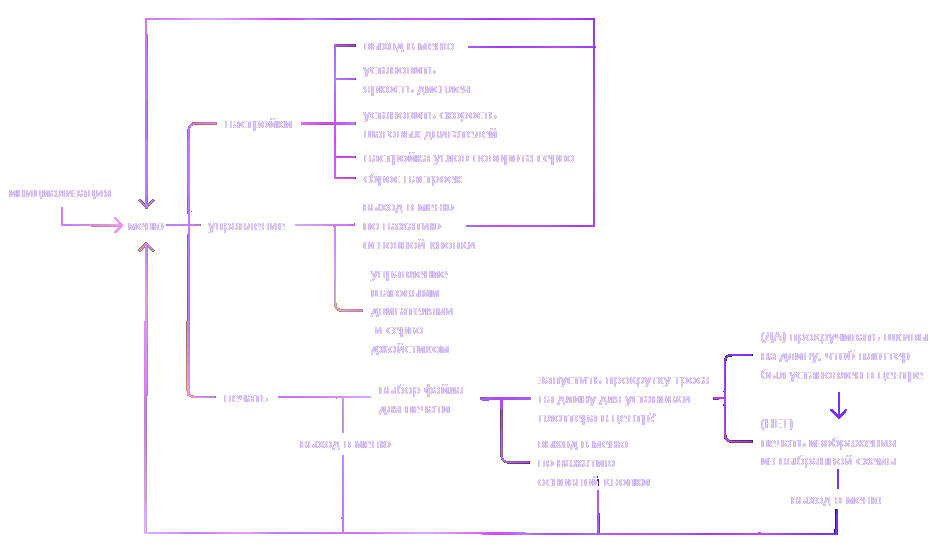 выход в меню
установить
яркость дисплея
установить скорость
шаговых двигателей
настройки
настройка углов поворота серво
сброс настроек
инициализация
меню
управление
выход в меню
по нажатию
основной кнопки
управление
шаговыми
двигателями
и серво
джойстиком
печать
выбор файла
для печати
выход в меню
запустить прокрутку троса
на длину для установки
плоттера в центр?
выход в меню
по нажатию
основной кнопки
(ДА) прокручивать шкивы
на длину, чтоб плоттер
был установлен в центре
(НЕТ)
печать изображения
из выбранной схемы
выход в меню